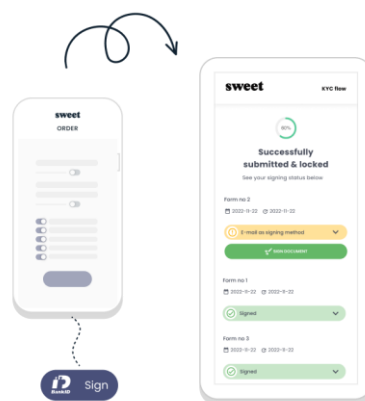 sweet
ORDER
BankID Sign
sweet
KYC flow
Successfully
submitted & locked
See your signing status below
Form no 2
2022-11-22 2022-11-22
E-mail as signing method
SIGN DOCUMENT
Form no 1
2022-11-22 2022-11-22
Signed
Form no 3
2022-11-22 2022-11-22
Signed